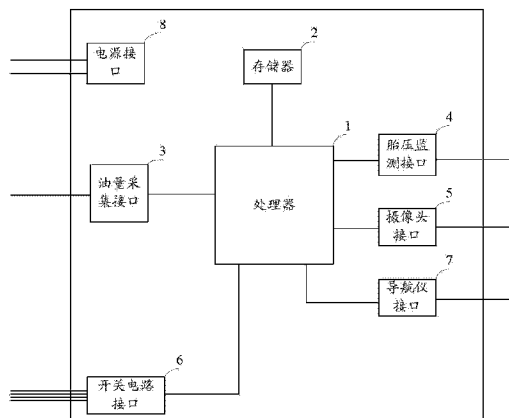 8
电源接
口
2
存储器
1
处理器
3
油量采
集接口
4
胎压监
测接口
5
摄像头
接口
7
导航仪
接口
6
开关电路
接口